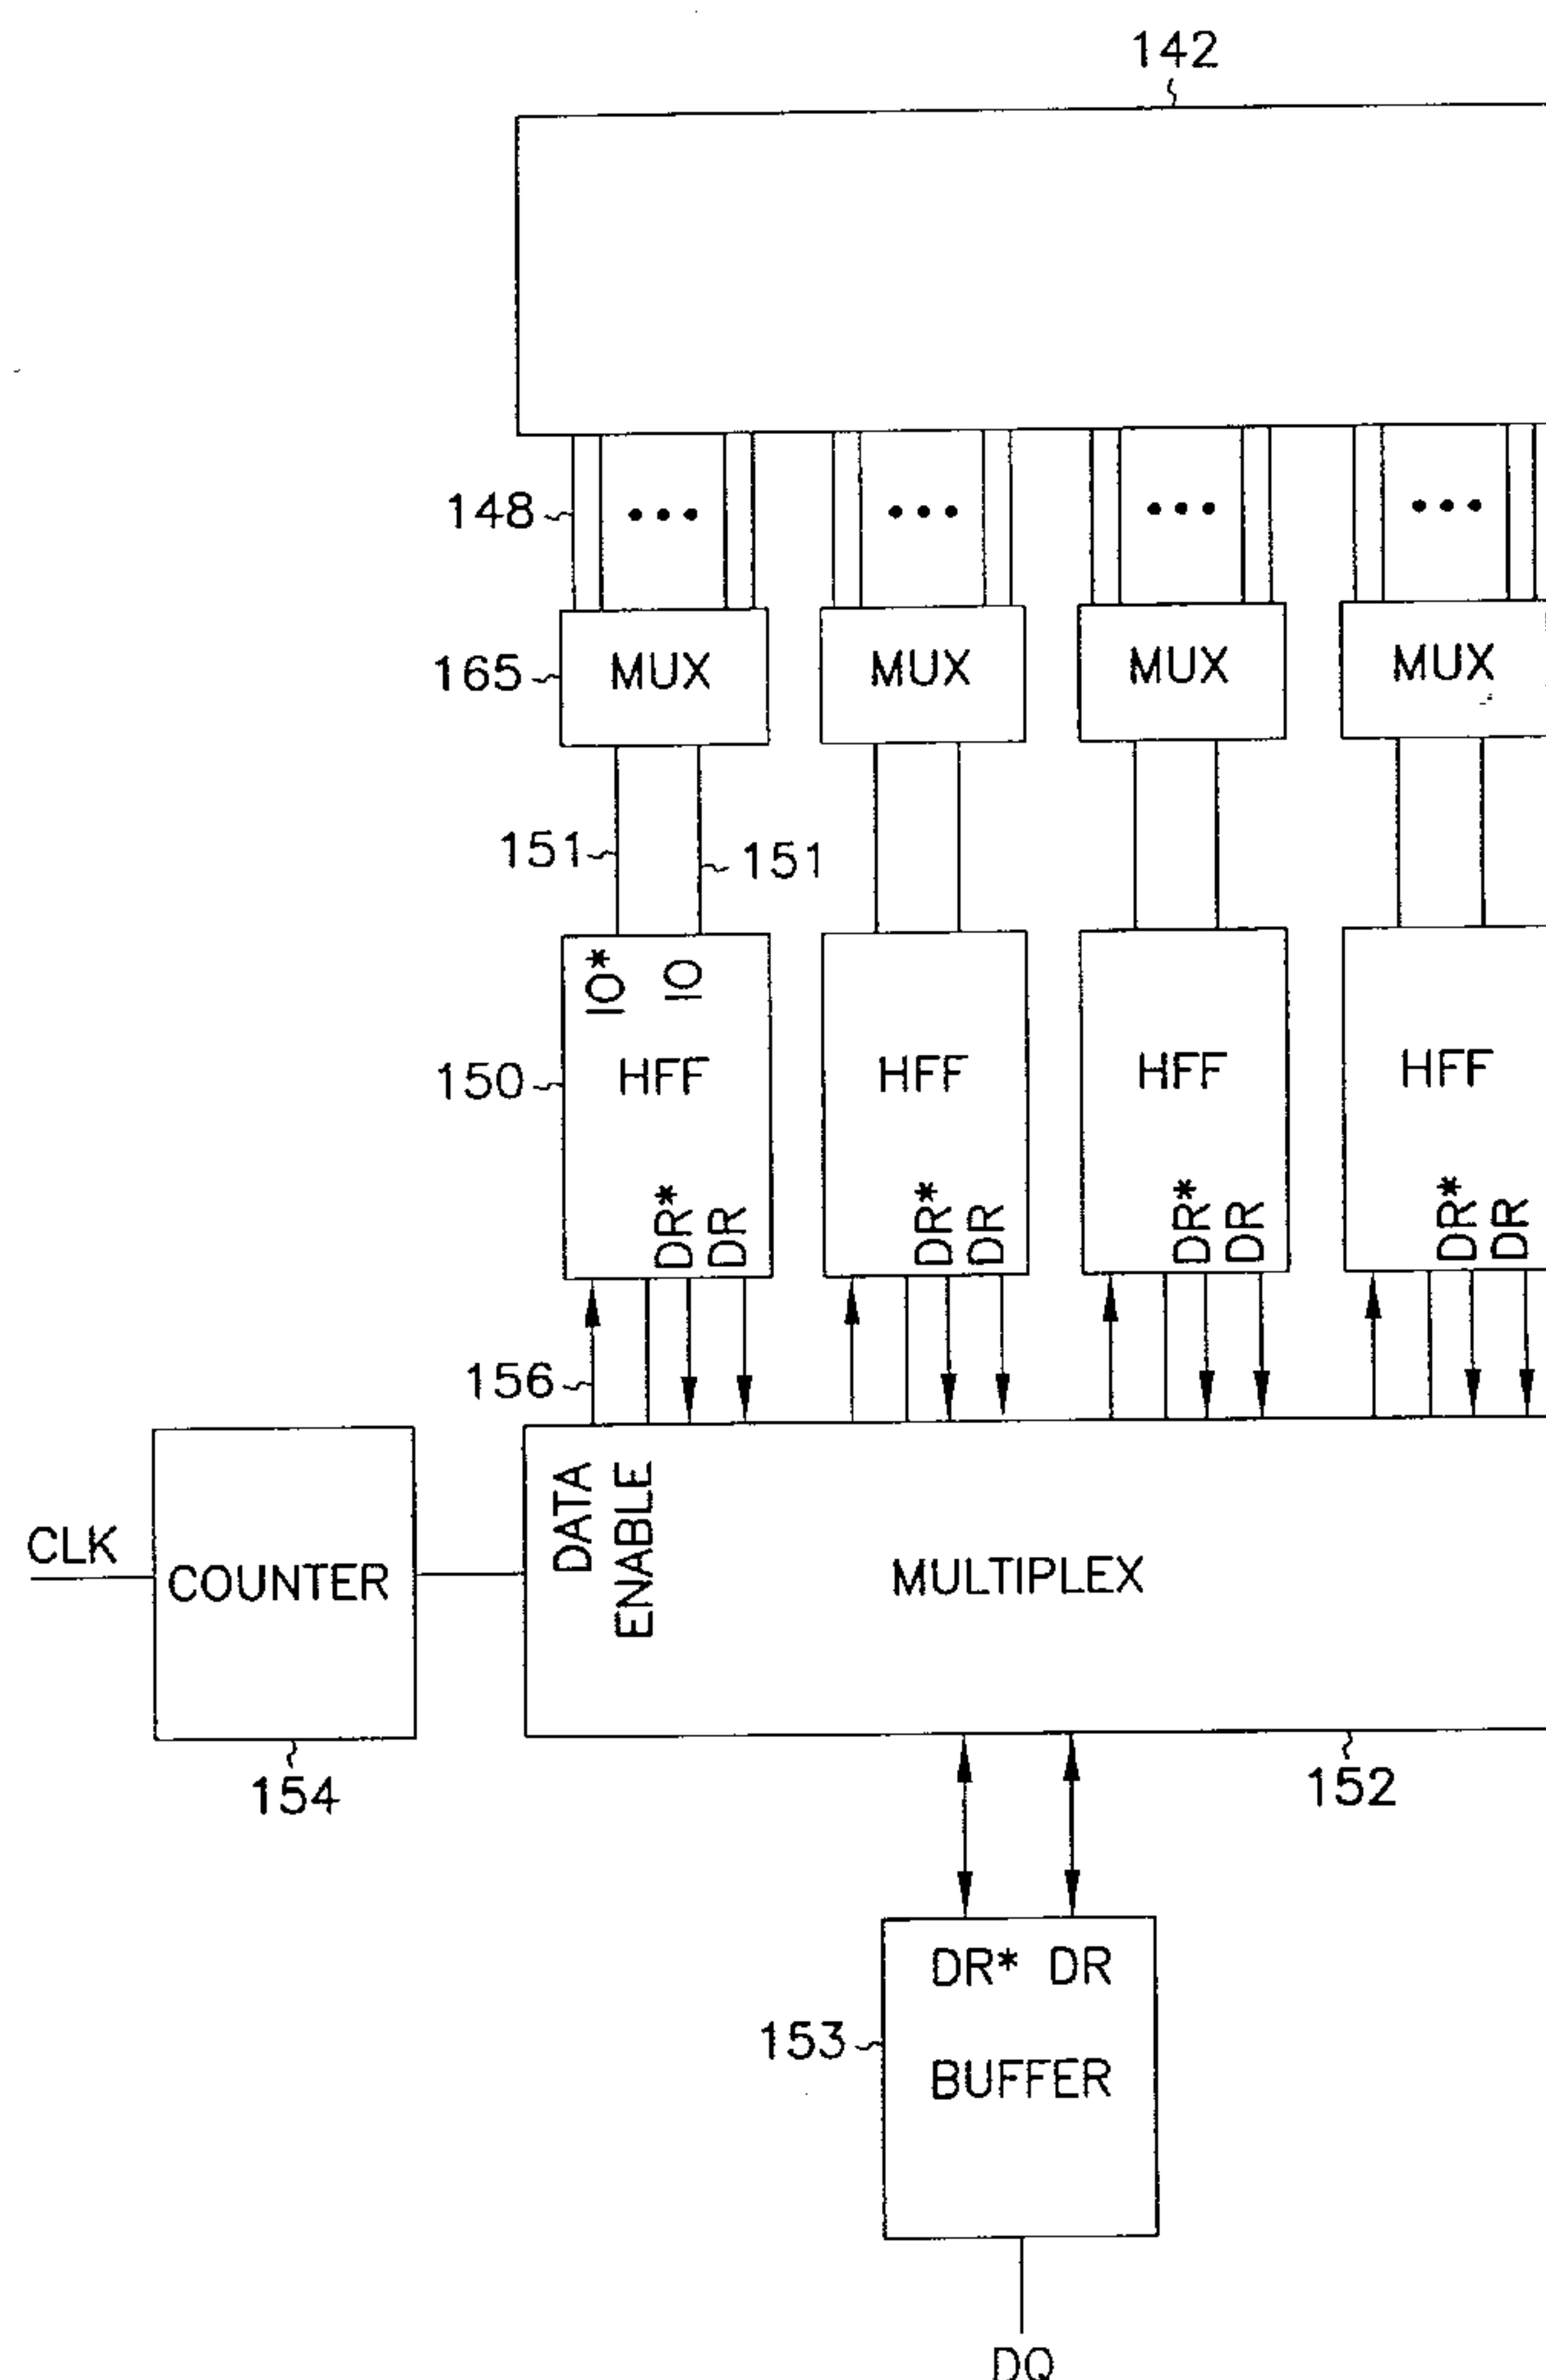 142
148
165 MUX MUX MUX MUX
151 151
IO* IO
150 HFF HFF HFF HFF
DR* DR DR* DR DR* DR DR* DR
156
DATA ENABLE
CLK COUNTER MULTIPLEX
154 152
DR* DR
153 BUFFER
DQ